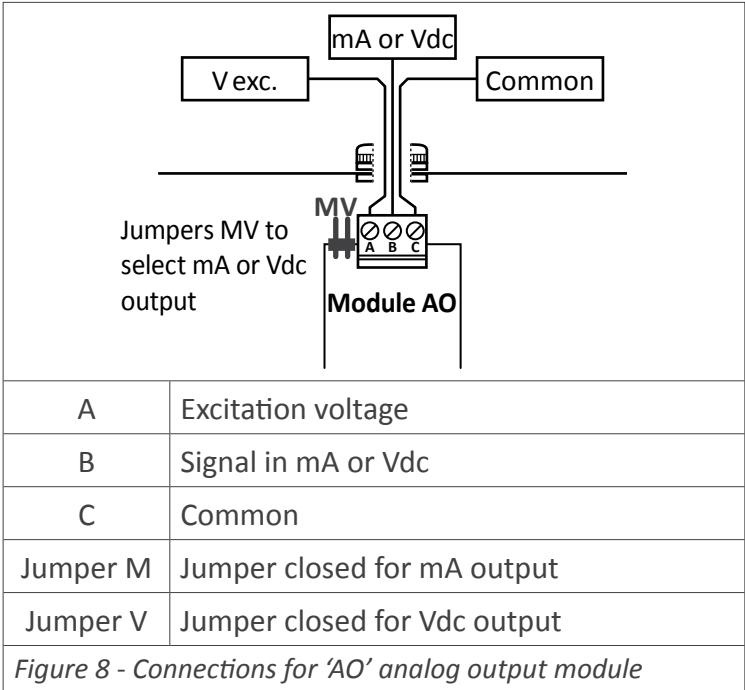 mA or Vdc
V exc.
Common
MV
Jumpers MV to
select mA or Vdc
output
A B C
Module AO
A Excitation voltage
B Signal in mA or Vdc
C Common
Jumper M Jumper closed for mA output
Jumper V Jumper closed for Vdc output
Figure 8 - Connections for ‘AO’ analog output module